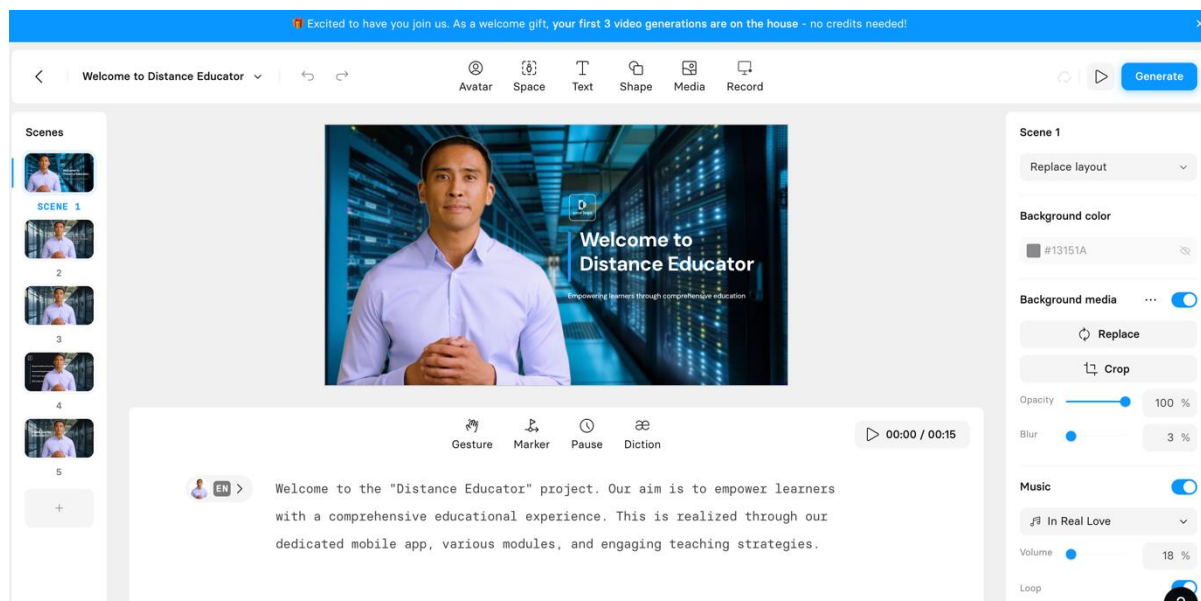 🎁 Excited to have you join us. As a welcome gift, your first 3 video generations are on the house - no credits needed!
Welcome to Distance Educator
Avatar
Space
Text
Shape
Media
Record
Generate
Scenes
SCENE 1
2
3
4
5
+
Welcome to
Distance Educator
Empowering learners through comprehensive education
Gesture
Marker
Pause
æ
Diction
00:00 / 00:15
EN
Welcome to the "Distance Educator" project. Our aim is to empower learners
with a comprehensive educational experience. This is realized through our
dedicated mobile app, various modules, and engaging teaching strategies.
Scene 1
Replace layout
Background color
#13151A
Background media
...
Replace
Crop
Opacity
100 %
Blur
3 %
Music
In Real Love
Volume
18 %
Loop